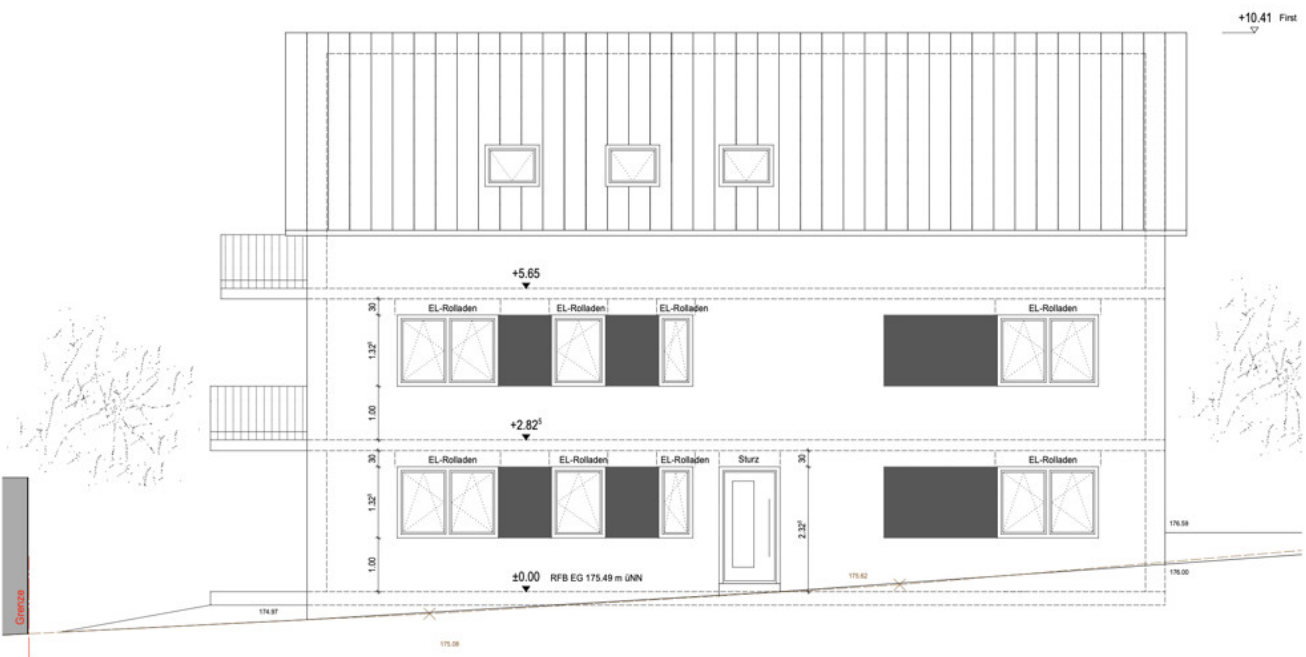 +10.41 First
+5.65
30
EL-Rolladen EL-Rolladen EL-Rolladen EL-Rolladen
1.32⁵
1.00
+2.82⁵
30
EL-Rolladen EL-Rolladen EL-Rolladen Sturz 30 EL-Rolladen
1.32⁵
2.32⁵
176.59
1.00
±0.00 RFB EG 175.49 m üNN
175.62
176.00
Grenze
174.97
175.08